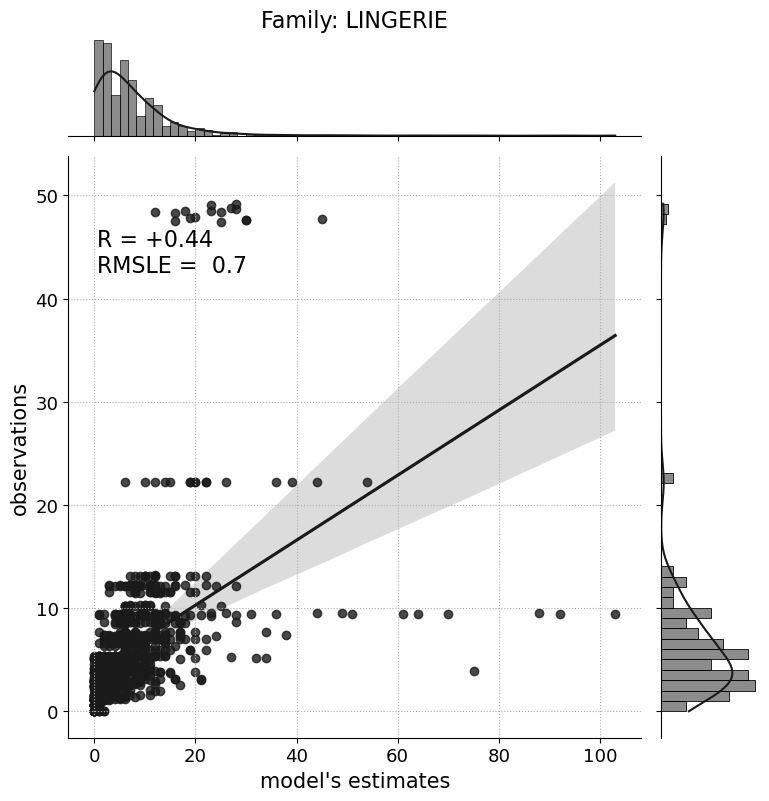 Family: LINGERIE
50
R = +0.44
RMSLE =  0.7
40
30
observations
20
10
0
0 20 40 60 80 100
model's estimates